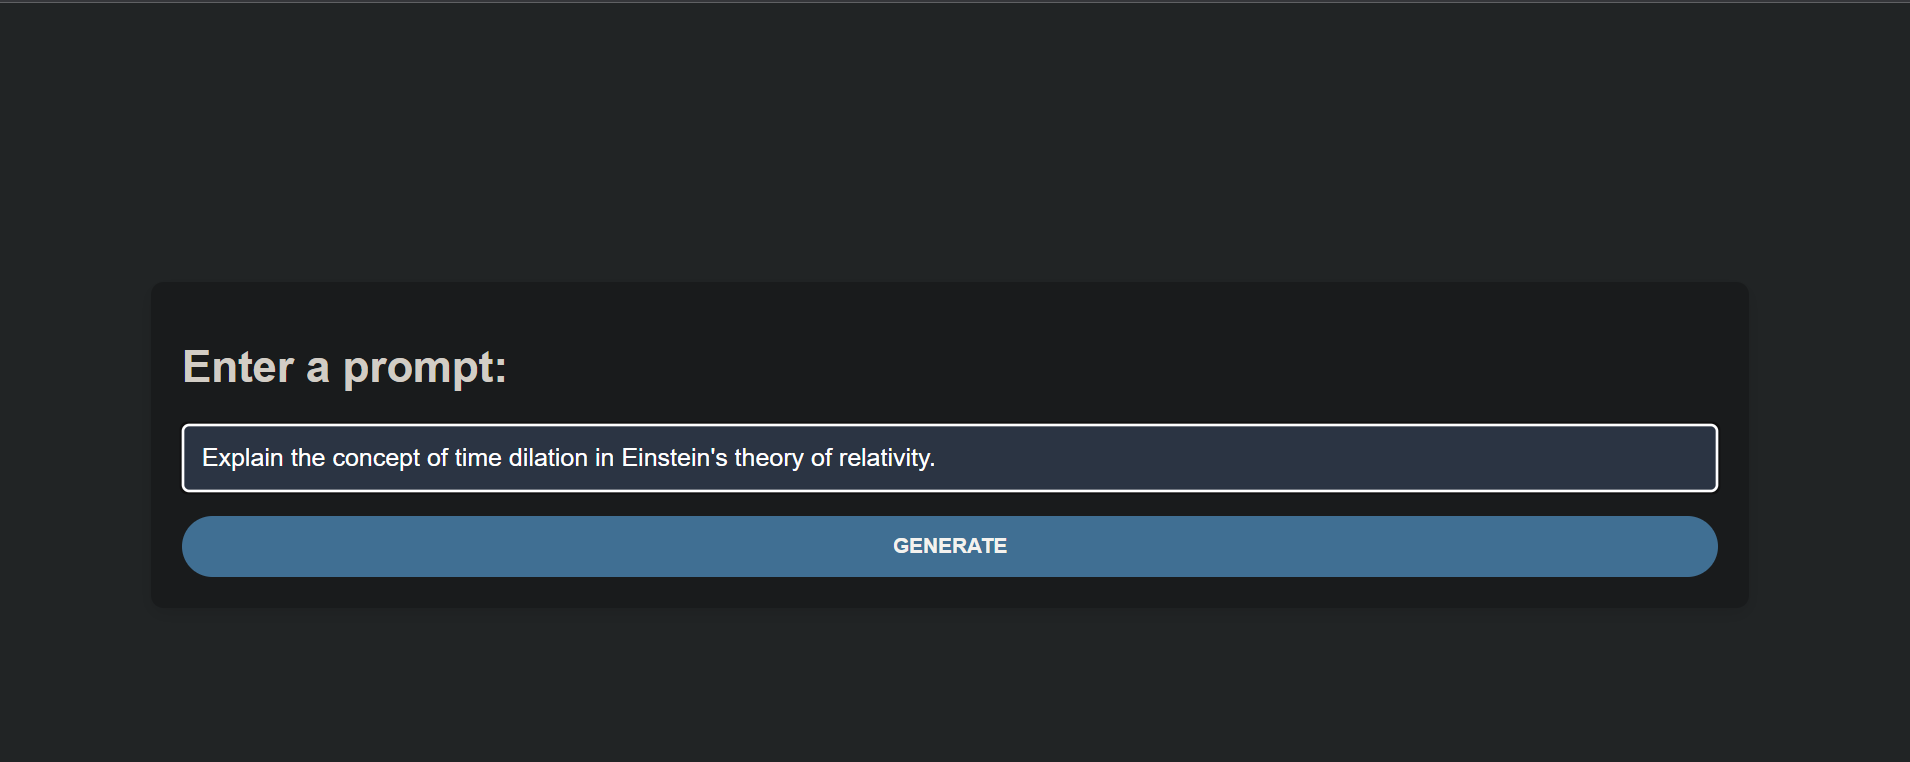 Enter a prompt:
Explain the concept of time dilation in Einstein's theory of relativity.
GENERATE